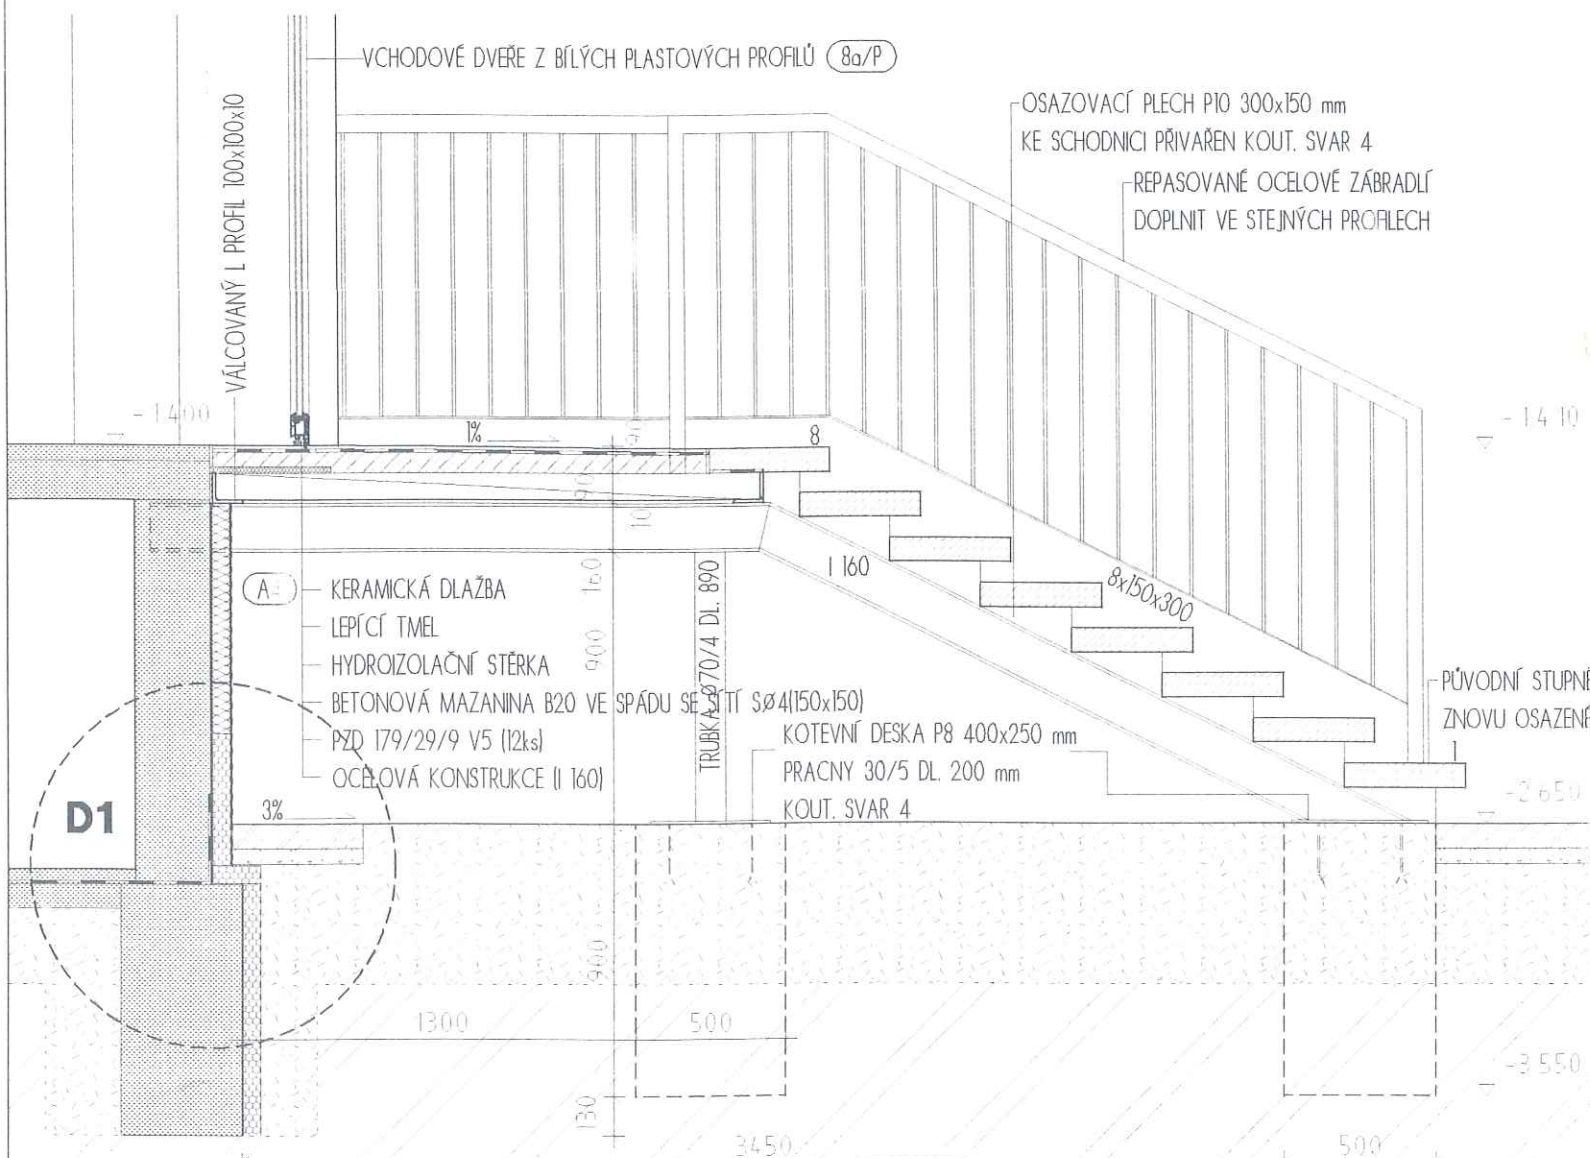 VCHODOVÉ DVEŘE Z BÍLÝCH PLASTOVÝCH PROFILŮ 8a/P
VÁLCOVANÝ L PROFIL 100x100x10
OSAZOVACÍ PLECH P10 300x150 mm
KE SCHODNICI PŘIVAŘEN KOUT. SVAR 4
REPASOVANÉ OCELOVÉ ZÁBRADLÍ
DOPLNIT VE STEJNÝCH PROFILECH
-1.400
1%
8
-1.410
90
10
160
900
I 160
8x150x300
TRUBKA Ø70/4 DL. 890
A
KERAMICKÁ DLAŽBA
LEPÍCÍ TMEL
HYDROIZOLAČNÍ STĚRKA
BETONOVÁ MAZANINA B20 VE SPÁDU SE SÍTÍ SØ4(150x150)
PZD 179/29/9 V5 (12ks)
OCELOVÁ KONSTRUKCE (I 160)
PŮVODNÍ STUPNĚ
ZNOVU OSAZENÉ
KOTEVNÍ DESKA P8 400x250 mm
PRACNY 30/5 DL. 200 mm
KOUT. SVAR 4
D1
3%
-2.650
900
1300
500
-3.550
130
3450
500